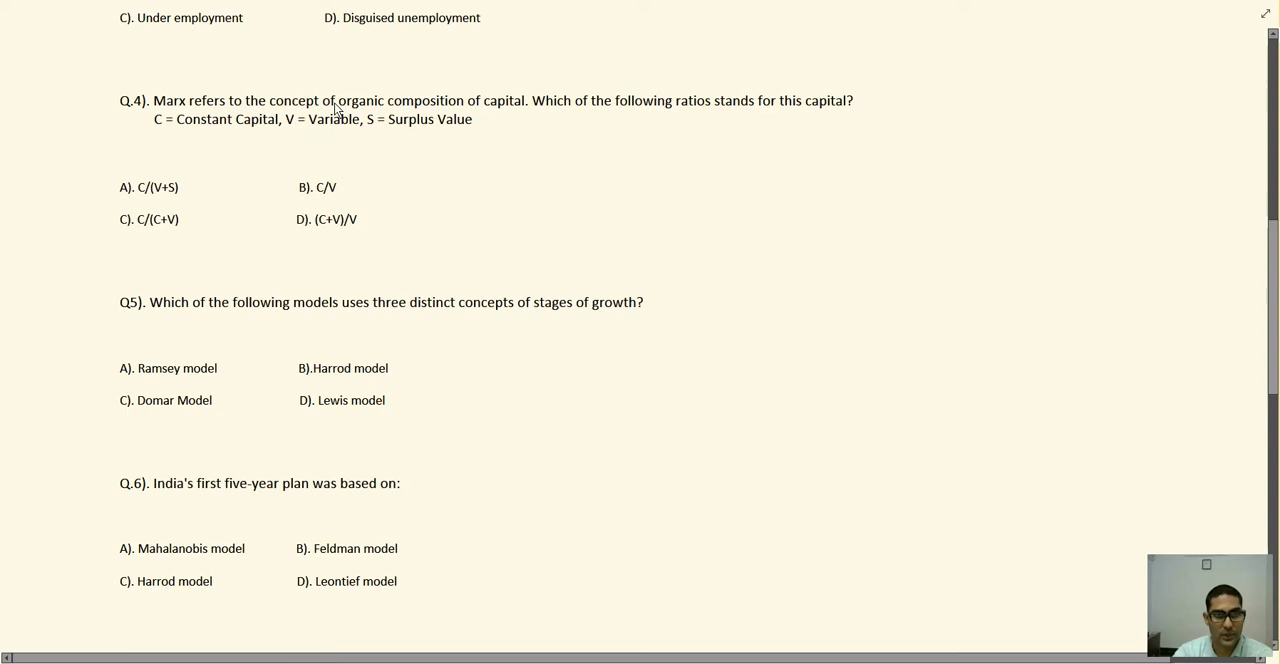 C). Under employment D). Disguised unemployment
Q.4). Marx refers to the concept of organic composition of capital. Which of the following ratios stands for this capital?
C = Constant Capital, V = Variable, S = Surplus Value
A). C/(V+S) B). C/V
C). C/(C+V) D). (C+V)/V
Q5). Which of the following models uses three distinct concepts of stages of growth?
A). Ramsey model B).Harrod model
C). Domar Model D). Lewis model
Q.6). India's first five-year plan was based on:
A). Mahalanobis model B). Feldman model
C). Harrod model D). Leontief model